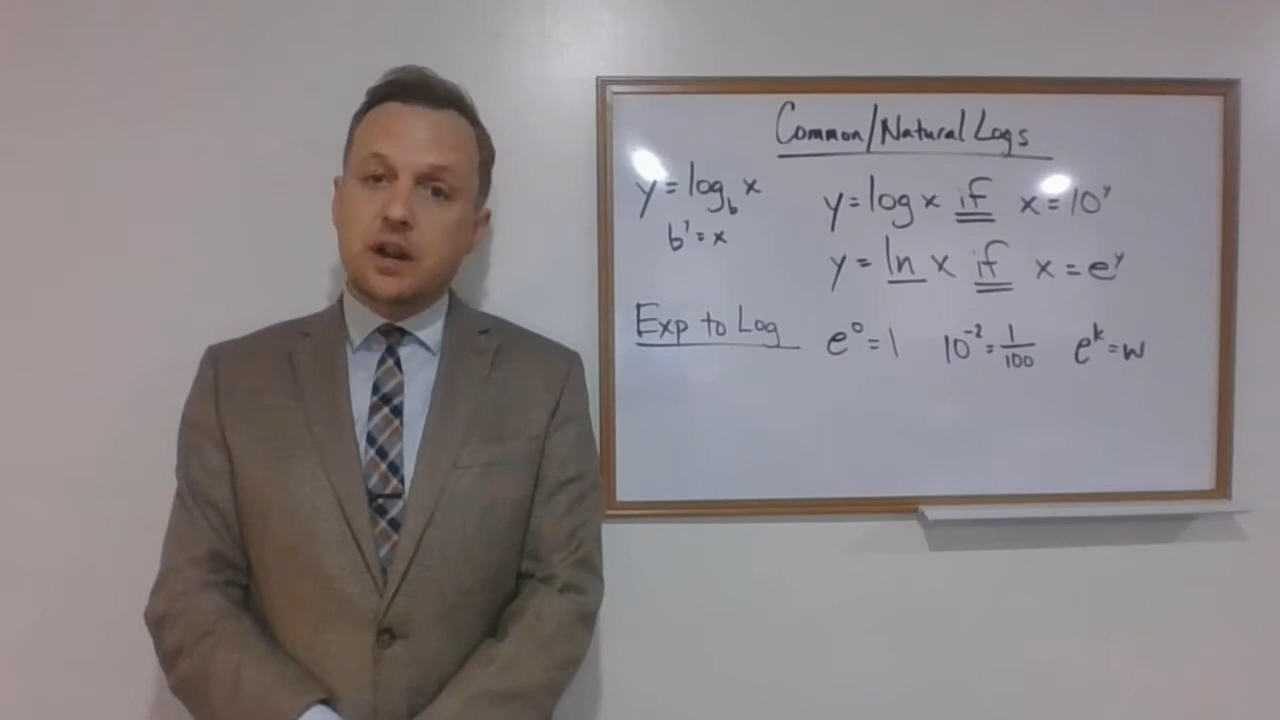 Common/Natural Logs
y = log_b x
b^y = x
y = log x if x = 10^y
y = ln x if x = e^y
Exp to Log
e^0 = 1 10^-2 = 1/100 e^k = w